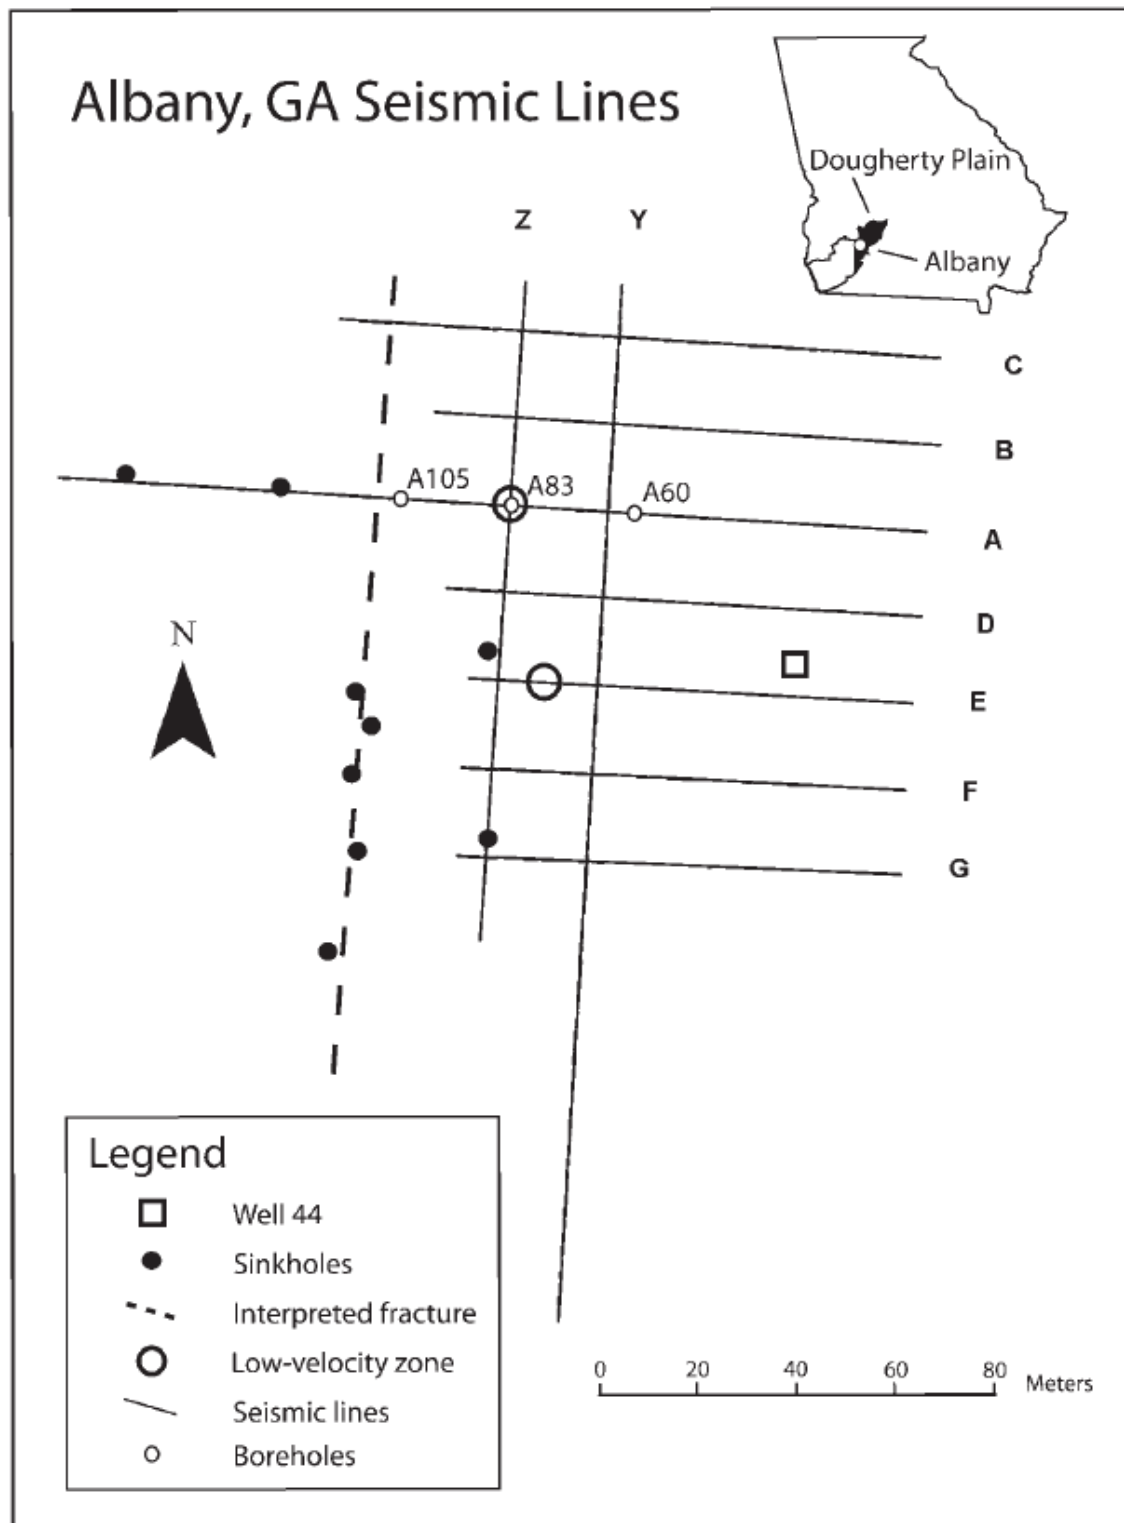 Albany, GA Seismic Lines
Dougherty Plain
Albany
Z
Y
C
B
A105
A83
A60
A
D
N
E
F
G
Legend
Well 44
Sinkholes
Interpreted fracture
Low-velocity zone
Seismic lines
Boreholes
0 20 40 60 80 Meters